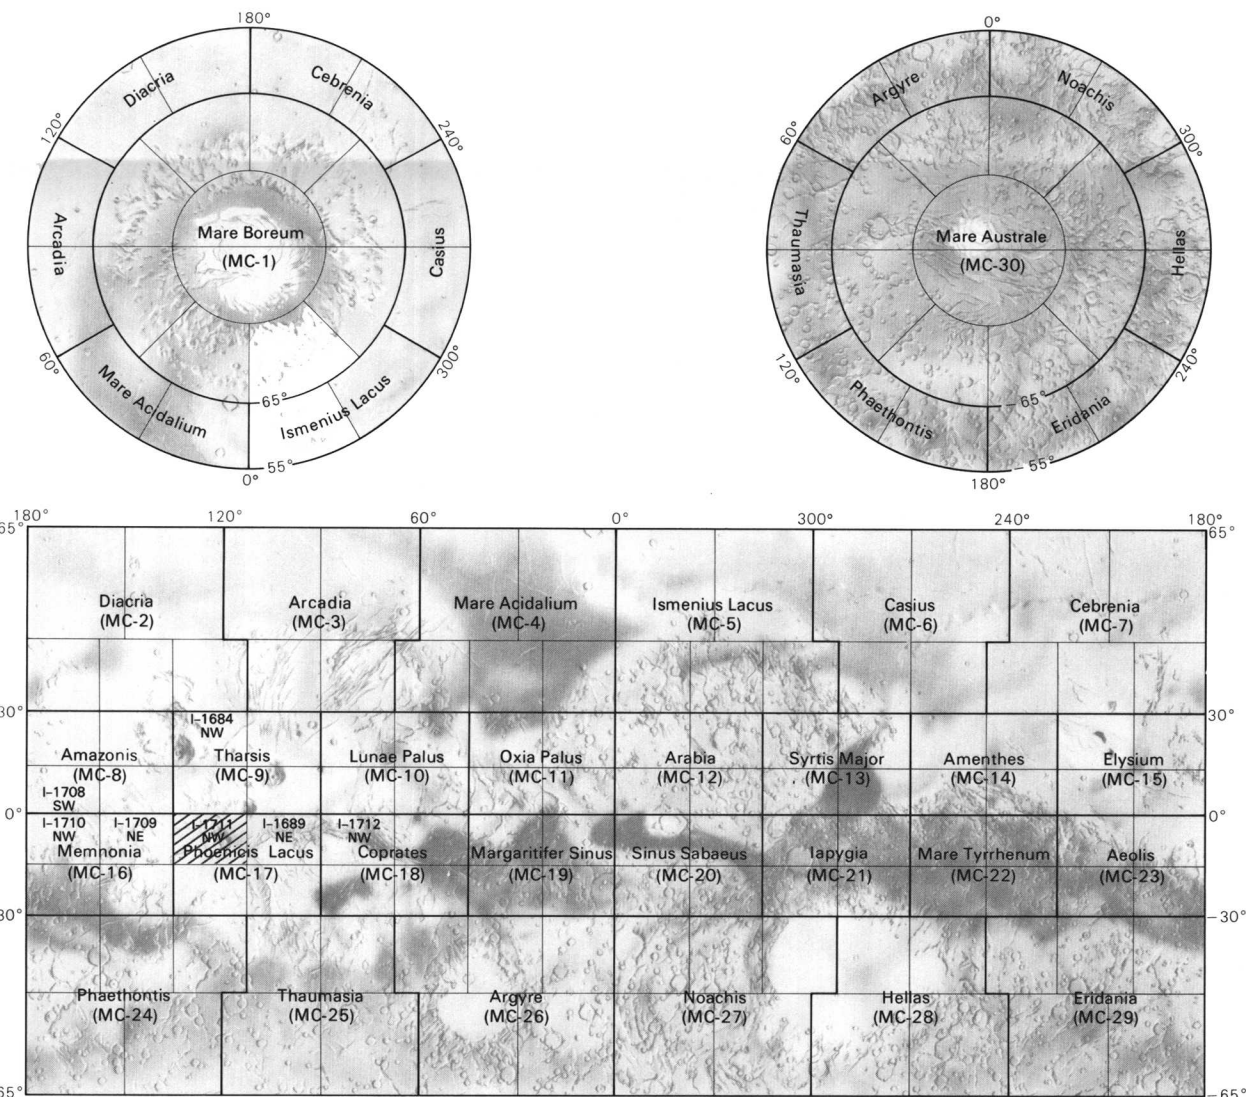 180°
Diacria
Cebrenia
120°
240°
Arcadia
Mare Boreum
(MC-1)
Casius
60°
300°
Mare Acidalium
65°
Ismenius Lacus
55°
0°
0°
Argyre
Noachis
60°
300°
Thaumasia
Mare Australe
(MC-30)
Hellas
120°
240°
Phaethontis
−65°
Eridania
−55°
180°
180° 120° 60° 0° 300° 240° 180°
65° 65°
Diacria Arcadia Mare Acidalium Ismenius Lacus Casius Cebrenia
(MC-2) (MC-3) (MC-4) (MC-5) (MC-6) (MC-7)
30° 30°
I–1684
NW
Amazonis Tharsis Lunae Palus Oxia Palus Arabia Syrtis Major Amenthes Elysium
(MC-8) (MC-9) (MC-10) (MC-11) (MC-12) (MC-13) (MC-14) (MC-15)
I–1708
SW
0° 0°
I–1710 I–1709 I–1711 I–1689 I–1712
NW NE NW NE NW
Memnonia Phoenicis Lacus Coprates Margaritifer Sinus Sinus Sabaeus Iapygia Mare Tyrrhenum Aeolis
(MC-16) (MC-17) (MC-18) (MC-19) (MC-20) (MC-21) (MC-22) (MC-23)
30° −30°
Phaethontis Thaumasia Argyre Noachis Hellas Eridania
(MC-24) (MC-25) (MC-26) (MC-27) (MC-28) (MC-29)
65° −65°